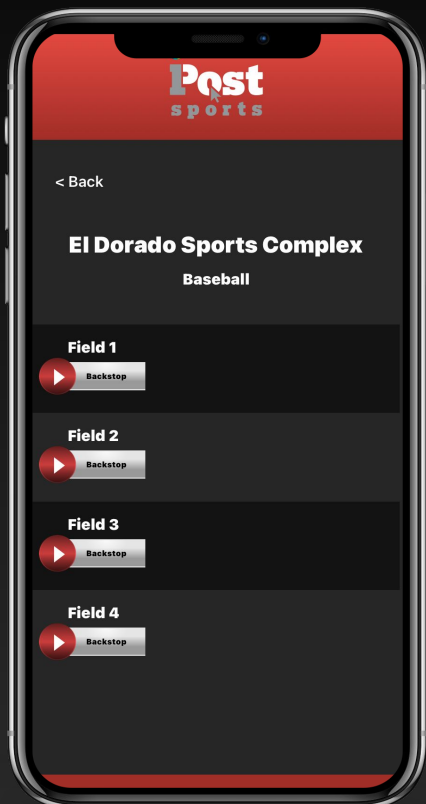 Post
sports
< Back
El Dorado Sports Complex
Baseball
Field 1
Backstop
Field 2
Backstop
Field 3
Backstop
Field 4
Backstop